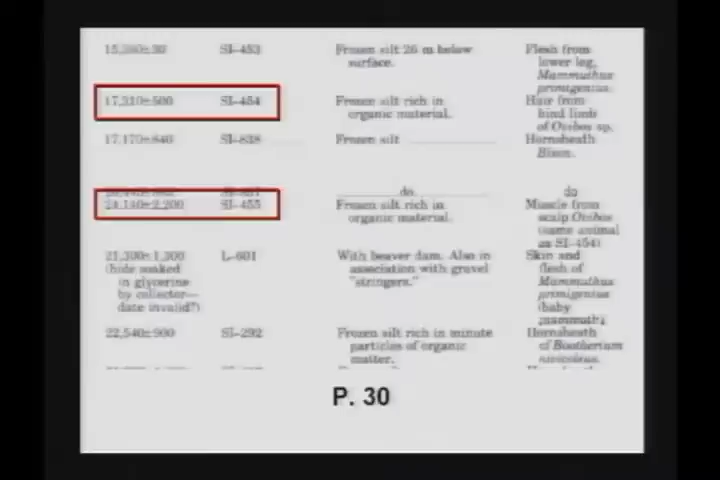 SI-453 Frozen silt 26 m below Flesh from
surface. lower leg,
Mammuthus
primigenius.
17,210±500 SI-454 Frozen silt rich in Hair from
organic material. hind limb
of Ovibos sp.
17,170±840 SI-838 Frozen silt Hornsheath
Bison.
do. do
24,140±2,200 SI-455 Frozen silt rich in Muscle from
organic material. scalp Ovibos
(same animal
as SI-454)
21,300±1,300 L-601 With beaver dam. Also in Skin and
(hide soaked association with gravel flesh of
in glycerine "stringers." Mammuthus
by collector— primigenius
date invalid?) (baby
mammoth)
22,540±900 SI-292 Frozen silt rich in minute Hornsheath
particles of organic of Bootherium
matter. nivicolens.
P. 30